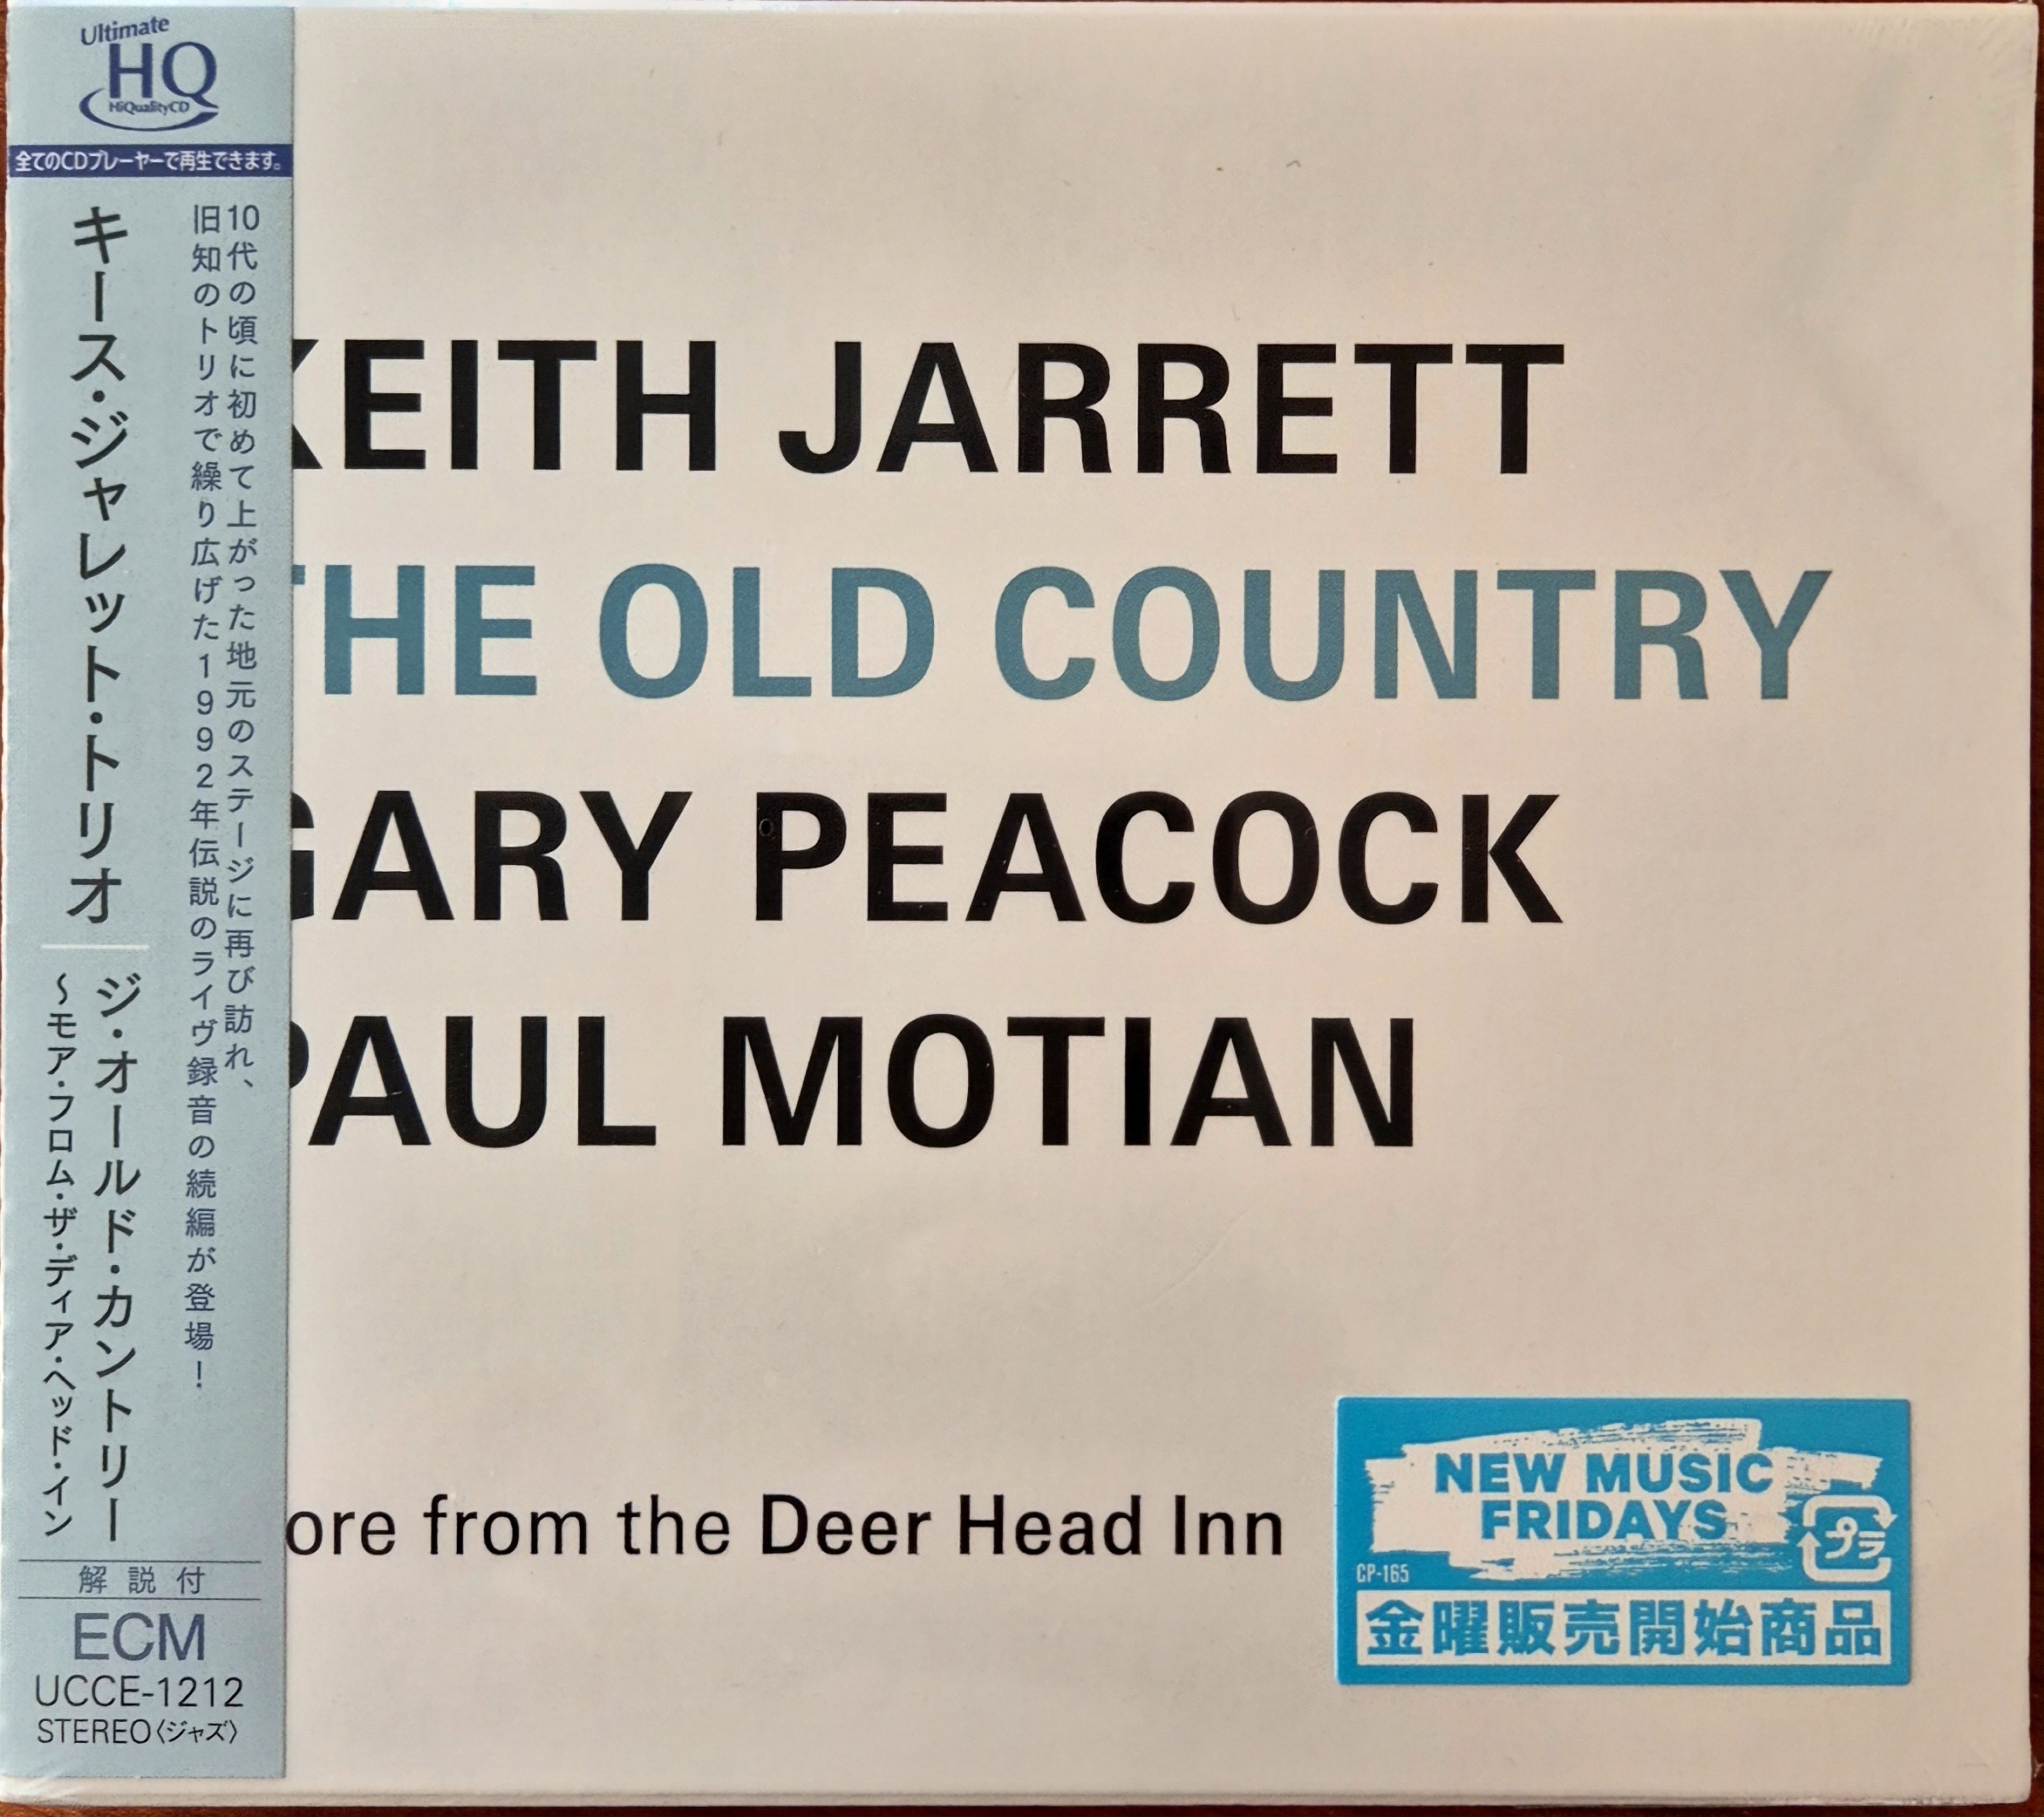 Ultimate
HQ
HiQualityCD
全てのCDプレーヤーで再生できます。
10代の頃に初めて上がった地元のステージに再び訪れ、
旧知のトリオで繰り広げた1992年伝説のライヴ録音の続編が登場！
キース・ジャレット・トリオ
ジ・オールド・カントリー
～モア・フロム・ザ・ディア・ヘッド・イン
解説付
ECM
UCCE-1212
STEREO〈ジャズ〉
KEITH JARRETT
THE OLD COUNTRY
GARY PEACOCK
PAUL MOTIAN
ore from the Deer Head Inn
NEW MUSIC
FRIDAYS
プラ
CP-165
金曜販売開始商品